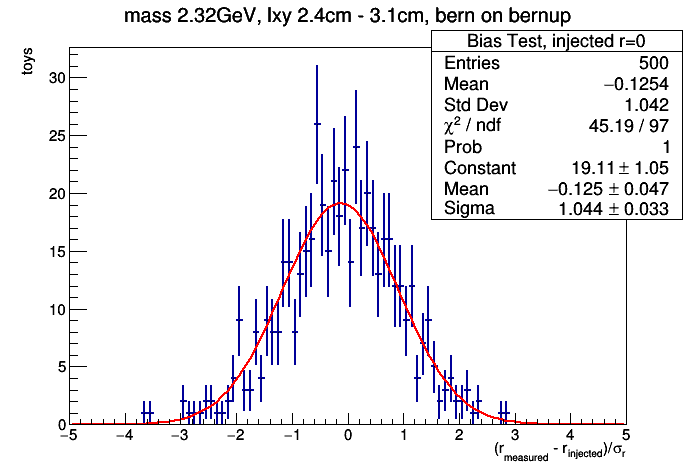 mass 2.32GeV, lxy 2.4cm - 3.1cm, bern on bernup
toys
Bias Test, injected r=0
Entries 500
Mean −0.1254
Std Dev 1.042
χ² / ndf 45.19 / 97
Prob 1
Constant 19.11 ± 1.05
Mean −0.125 ± 0.047
Sigma 1.044 ± 0.033
30
25
20
15
10
5
0
−5 −4 −3 −2 −1 0 1 2 3 4 5
(r_measured - r_injected)/σ_r